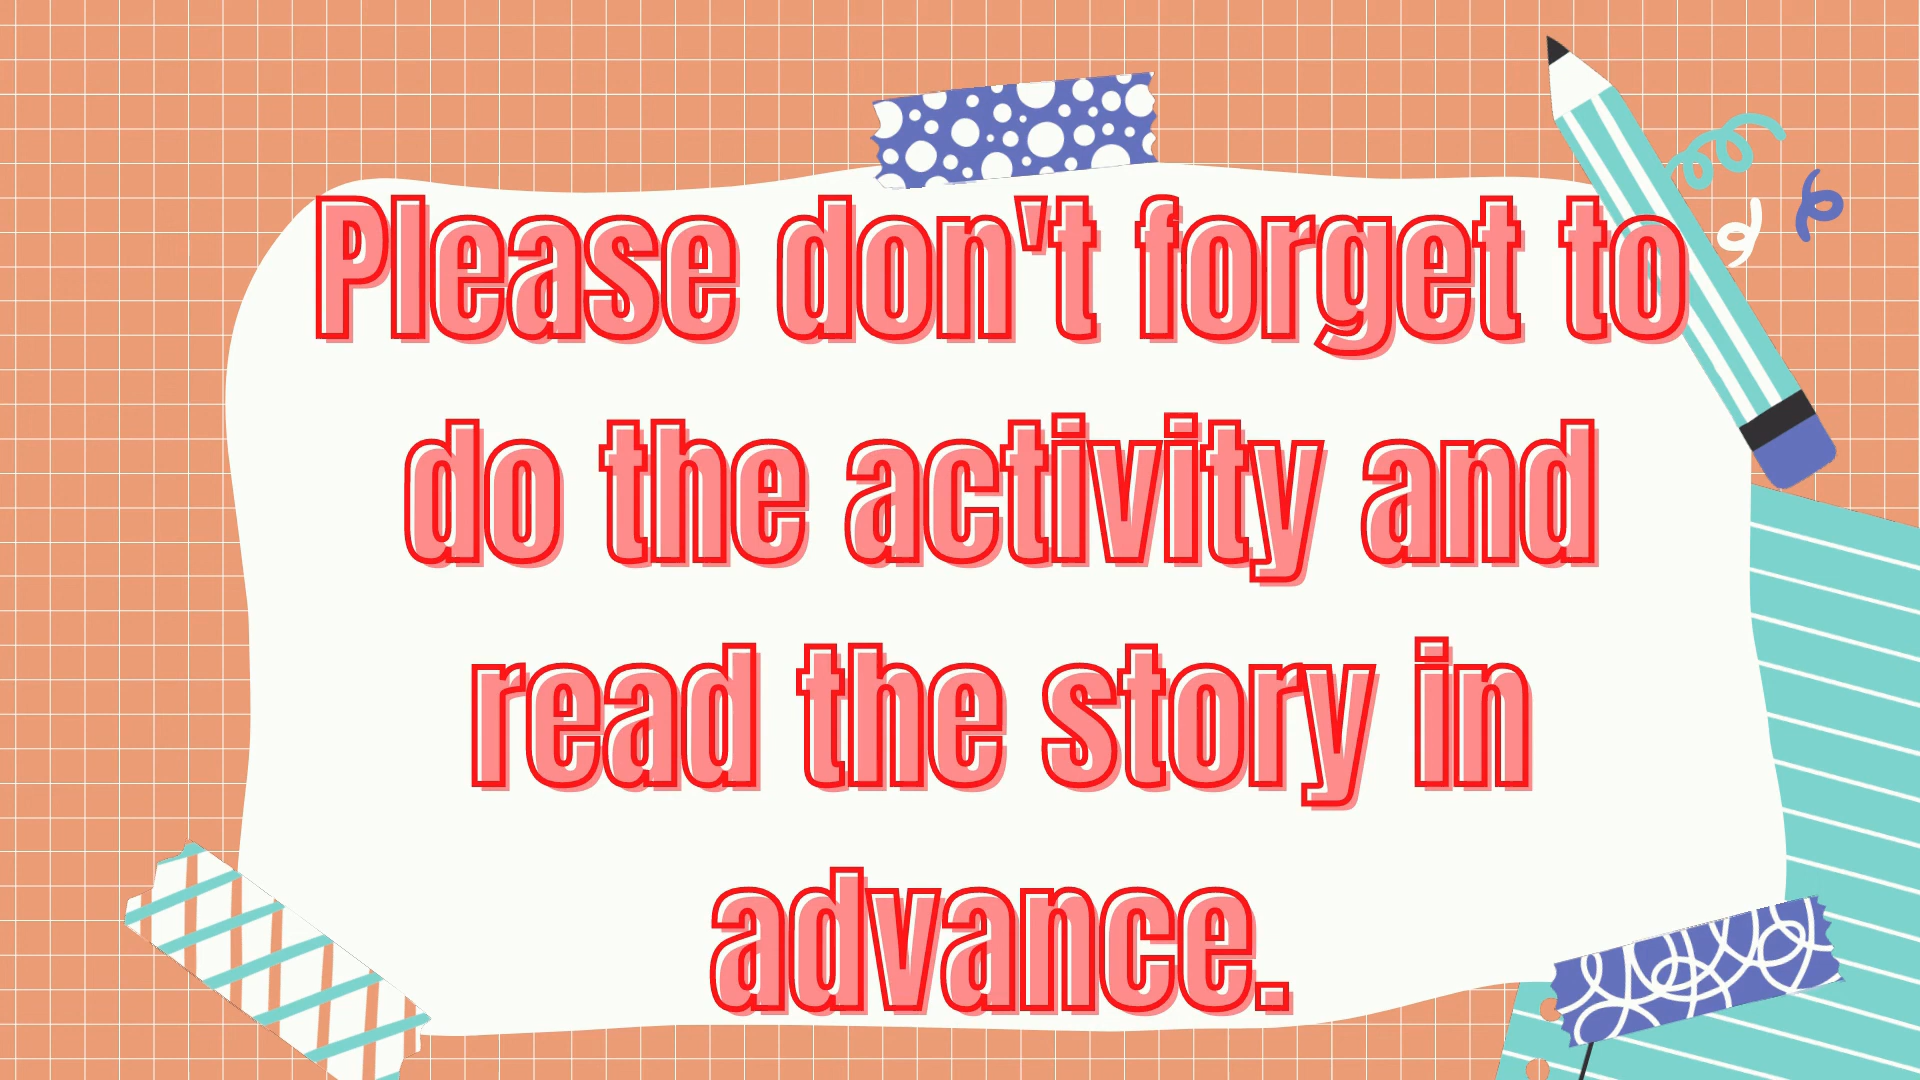 Please don't forget to
do the activity and
read the story in
advance.